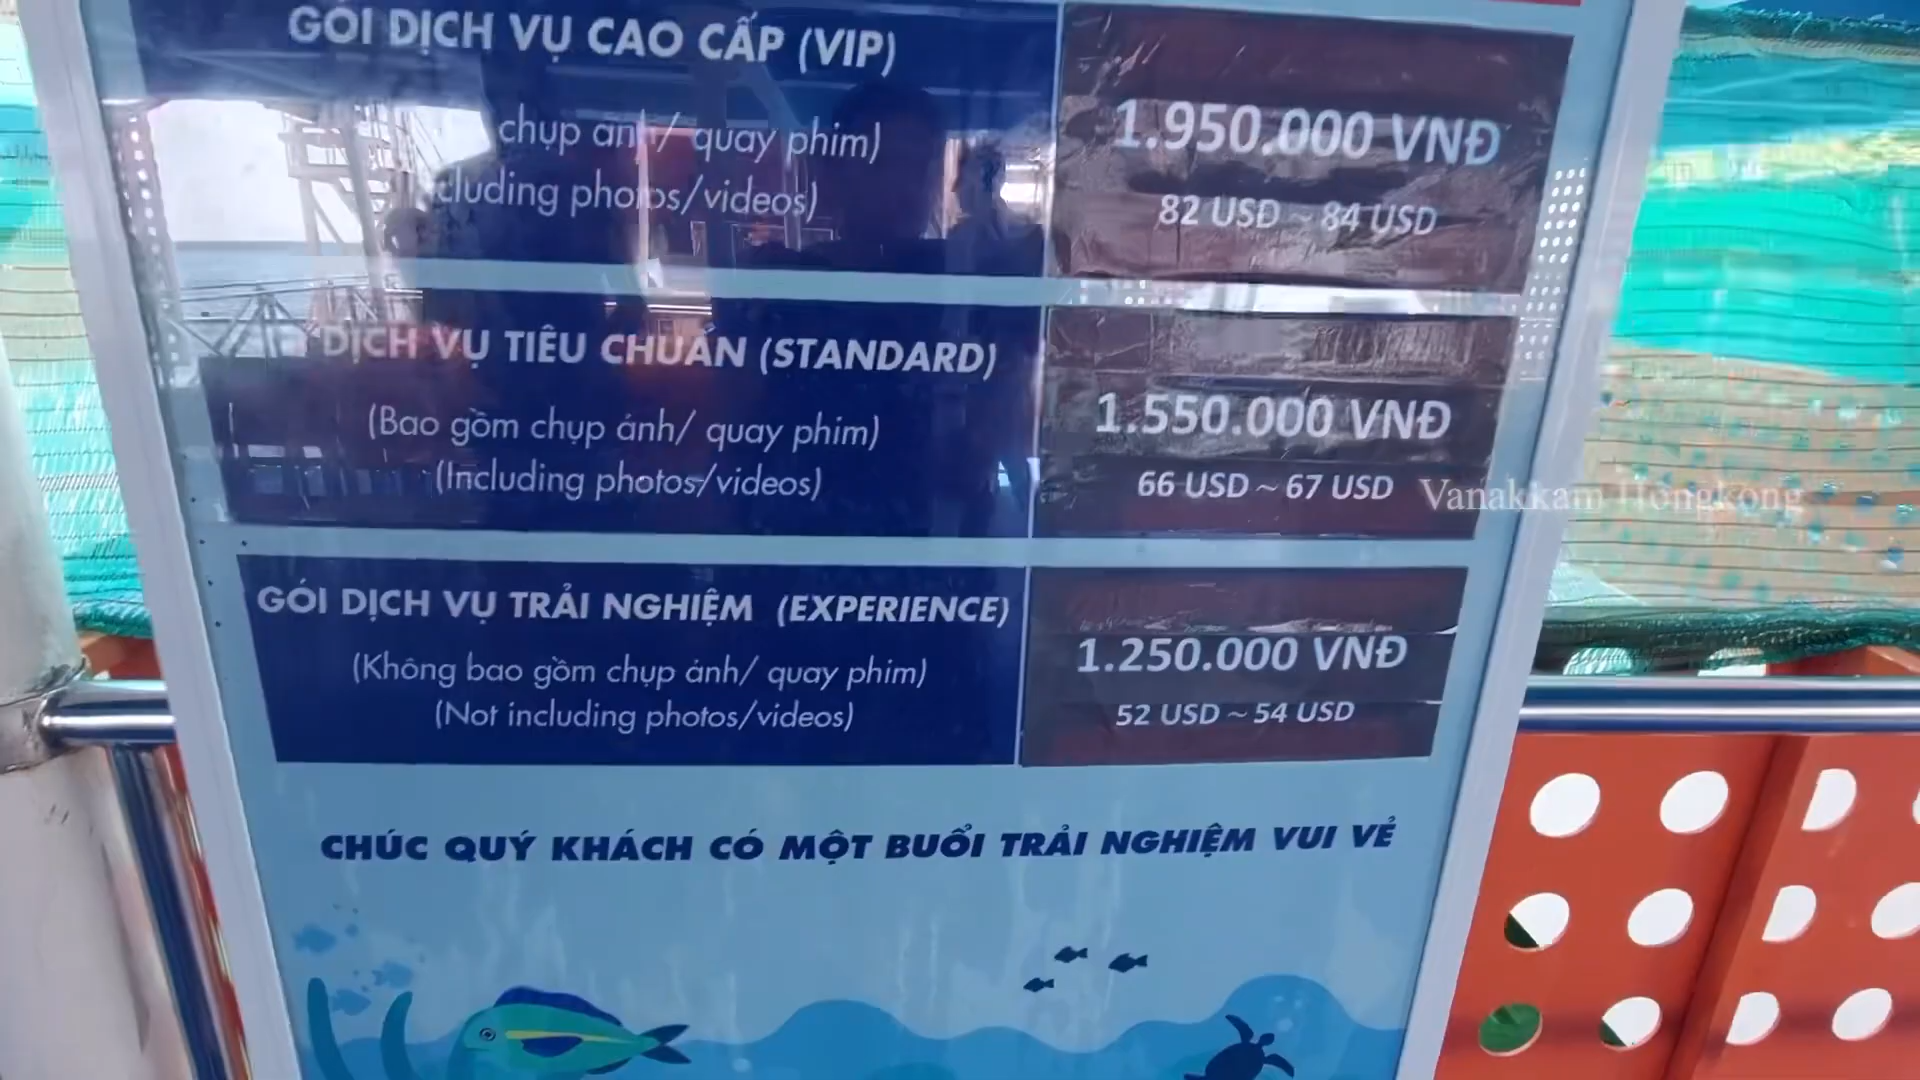 GÓI DỊCH VỤ CAO CẤP (VIP)
chụp ảnh/ quay phim)
cluding photos/videos)
1.950.000 VNĐ
82 USD ~ 84 USD
DỊCH VỤ TIÊU CHUẨN (STANDARD)
(Bao gồm chụp ảnh/ quay phim)
(Including photos/videos)
1.550.000 VNĐ
66 USD ~ 67 USD
Vanakkam Hongkong
GÓI DỊCH VỤ TRẢI NGHIỆM (EXPERIENCE)
(Không bao gồm chụp ảnh/ quay phim)
(Not including photos/videos)
1.250.000 VNĐ
52 USD ~ 54 USD
CHÚC QUÝ KHÁCH CÓ MỘT BUỔI TRẢI NGHIỆM VUI VẺ